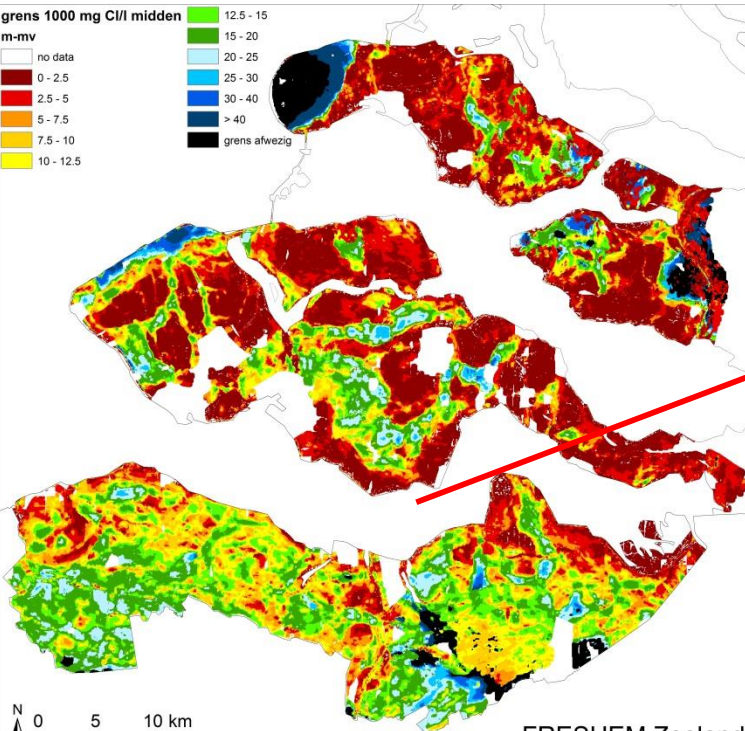 grens 1000 mg Cl/l midden
m-mv
no data
0 - 2.5
2.5 - 5
5 - 7.5
7.5 - 10
10 - 12.5
12.5 - 15
15 - 20
20 - 25
25 - 30
30 - 40
> 40
grens afwezig
N
0 5 10 km
FRESHEM Zeeland